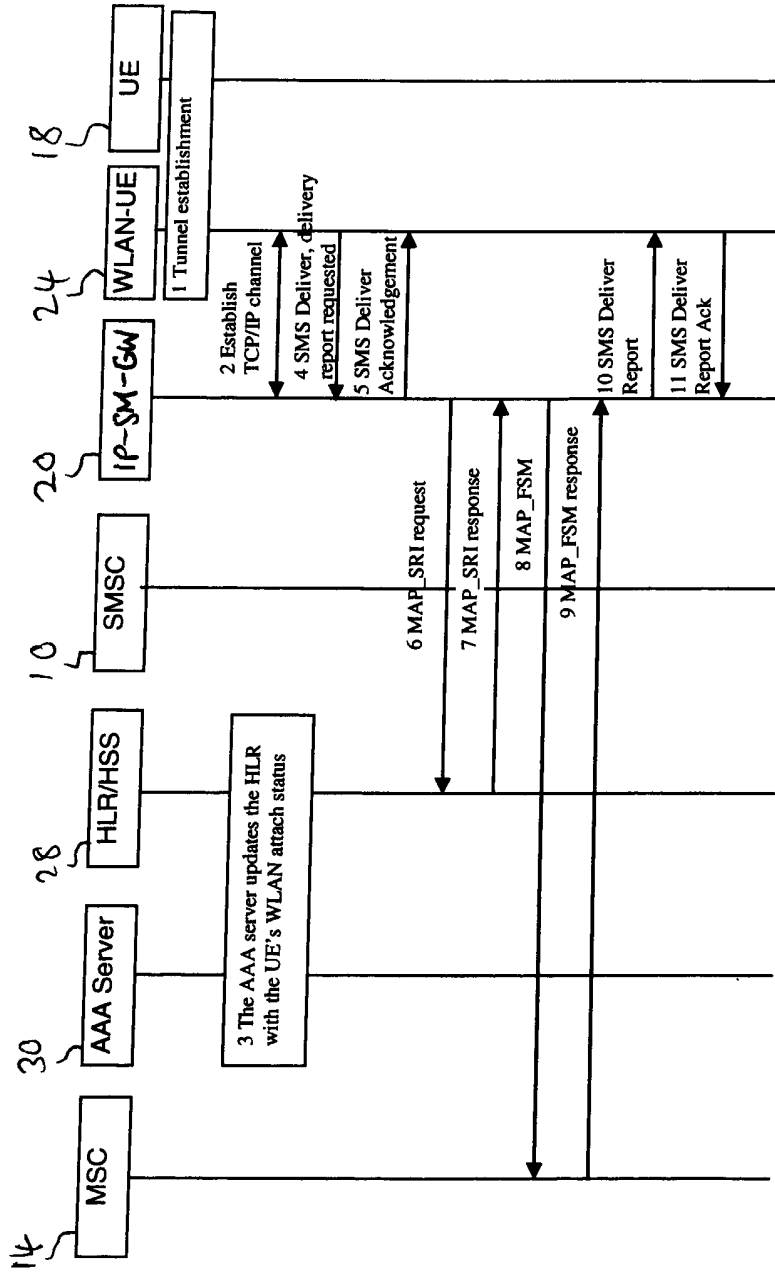 14
30
28
10
20
24
18
MSC
AAA Server
HLR/HSS
SMSC
IP-SM-GW
WLAN-UE
UE
1 Tunnel establishment
2 Establish
TCP/IP channel
3 The AAA server updates the HLR
with the UE's WLAN attach status
4 SMS Deliver, delivery
report requested
5 SMS Deliver
Acknowledgement
6 MAP_SRI request
7 MAP_SRI response
8 MAP_FSM
9 MAP_FSM response
10 SMS Deliver
Report
11 SMS Deliver
Report Ack